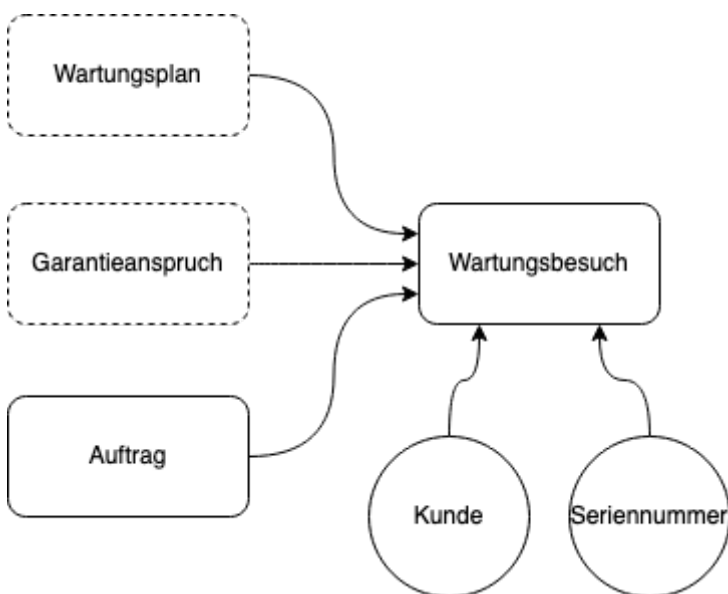 Wartungsplan
Garantieanspruch
Wartungsbesuch
Auftrag
Kunde
Seriennummer